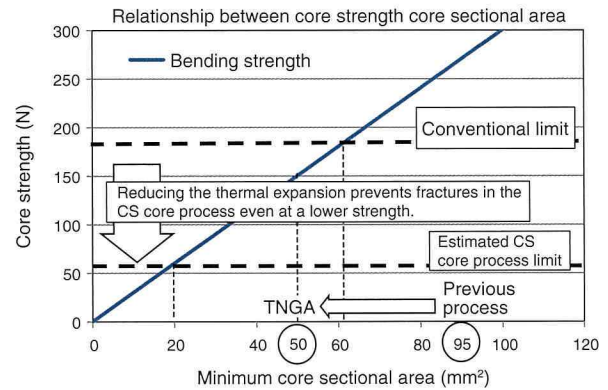 Relationship between core strength core sectional area
300
250
200
150
100
50
0
Core strength (N)
Bending strength
Conventional limit
Reducing the thermal expansion prevents fractures in the
CS core process even at a lower strength.
Estimated CS
core process limit
TNGA
Previous
process
0
20
40
50
60
80
95
100
120
Minimum core sectional area (mm²)